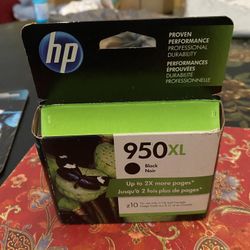 PROVEN
PERFORMANCE
PROFESSIONAL
DURABILITY
PERFORMANCES
ÉPROUVÉES
DURABILITÉ
PROFESSIONNELLE
hp
950XL
Black
Noir
Up to 2X more pages*
Jusqu'à 2 fois plus de pages*